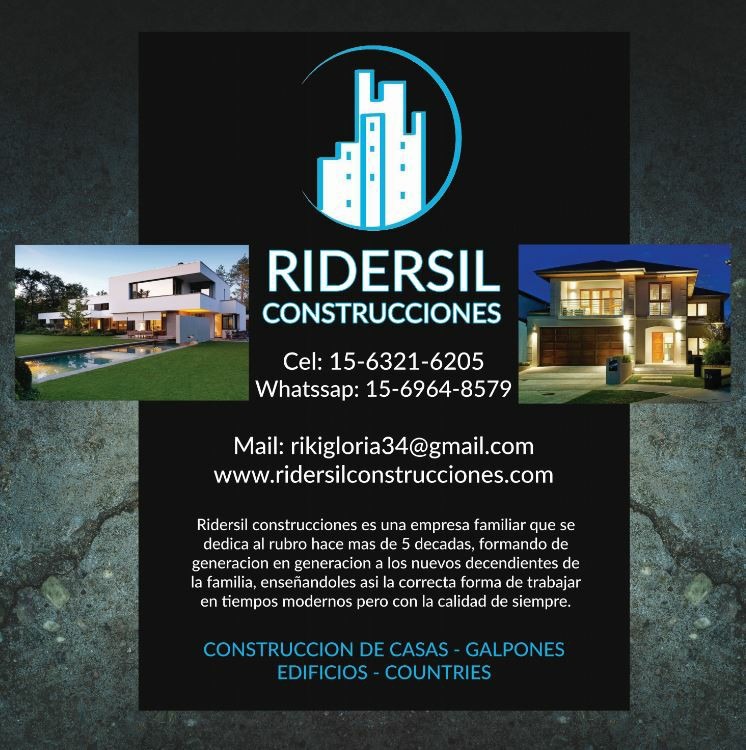 RIDERSIL
CONSTRUCCIONES
Cel: 15-6321-6205
Whatssap: 15-6964-8579
Mail: rikigloria34@gmail.com
www.ridersilconstrucciones.com
Ridersil construcciones es una empresa familiar que se
dedica al rubro hace mas de 5 decadas, formando de
generacion en generacion a los nuevos decendientes de
la familia, enseñandoles asi la correcta forma de trabajar
en tiempos modernos pero con la calidad de siempre.
CONSTRUCCION DE CASAS - GALPONES
EDIFICIOS - COUNTRIES